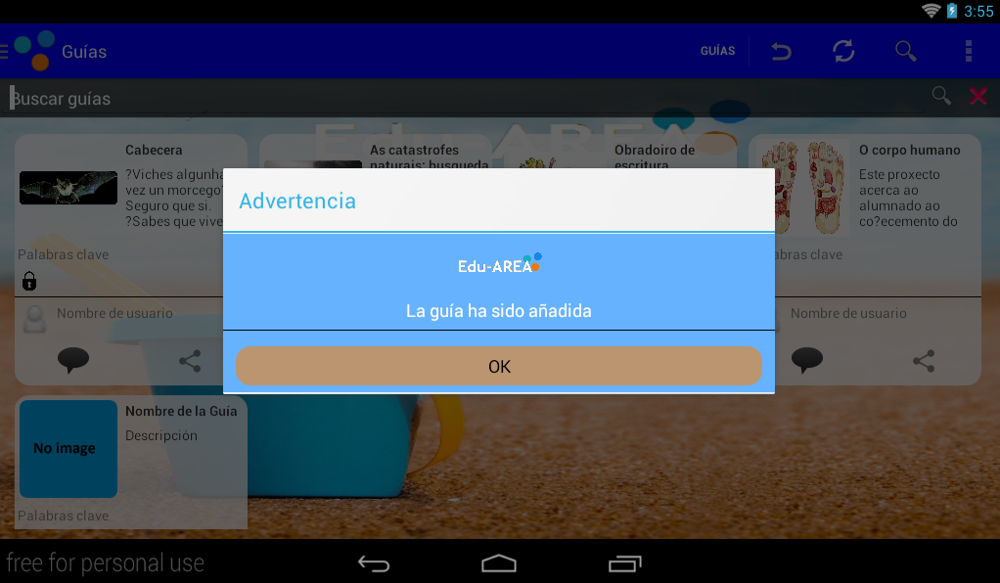 3:55
Guías
GUÍAS
Buscar guías
Edu-AREA
Cabecera
?Viches algunha
vez un morcego
Seguro que si.
?Sabes que vive
Palabras clave
Nombre de usuario
As catastrofes
naturais: busqueda
Obradoiro de
escritura
O corpo humano
Este proxecto
acerca ao
alumnado ao
co?ecemento do
abras clave
Nombre de usuario
Advertencia
Edu-AREA
La guía ha sido añadida
OK
No image
Nombre de la Guía
Descripción
Palabras clave
free for personal use